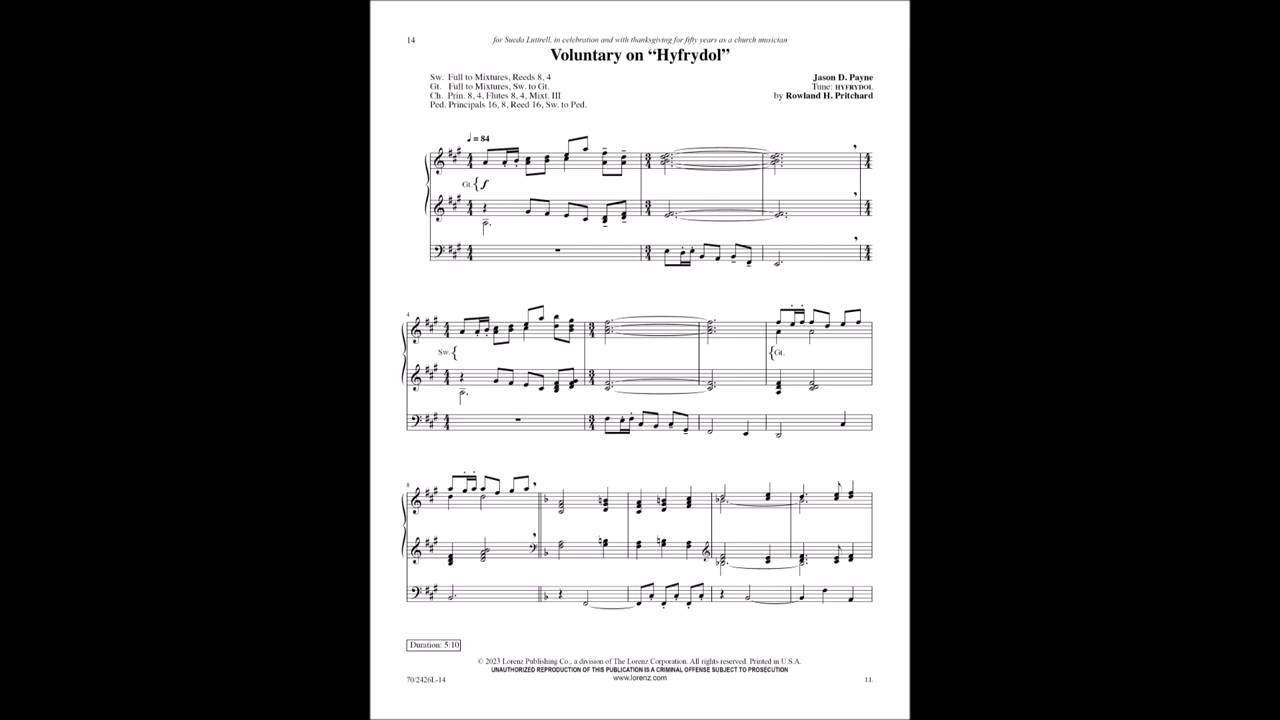 14
for Sueda Luttrell, in celebration and with thanksgiving for fifty years as a church musician
Voluntary on “Hyfrydol”
Sw. Full to Mixtures, Reeds 8, 4
Gt. Full to Mixtures, Sw. to Gt.
Ch. Prin. 8, 4, Flutes 8, 4, Mixt. III
Ped. Principals 16, 8, Reed 16, Sw. to Ped.
Jason D. Payne
Tune: HYFRYDOL
by Rowland H. Pritchard
♩ = 84
Gt. f
4
Sw.
Gt.
8
Duration: 5:10
© 2023 Lorenz Publishing Co., a division of The Lorenz Corporation. All rights reserved. Printed in U.S.A.
UNAUTHORIZED REPRODUCTION OF THIS PUBLICATION IS A CRIMINAL OFFENSE SUBJECT TO PROSECUTION
www.lorenz.com
70/2426L-14